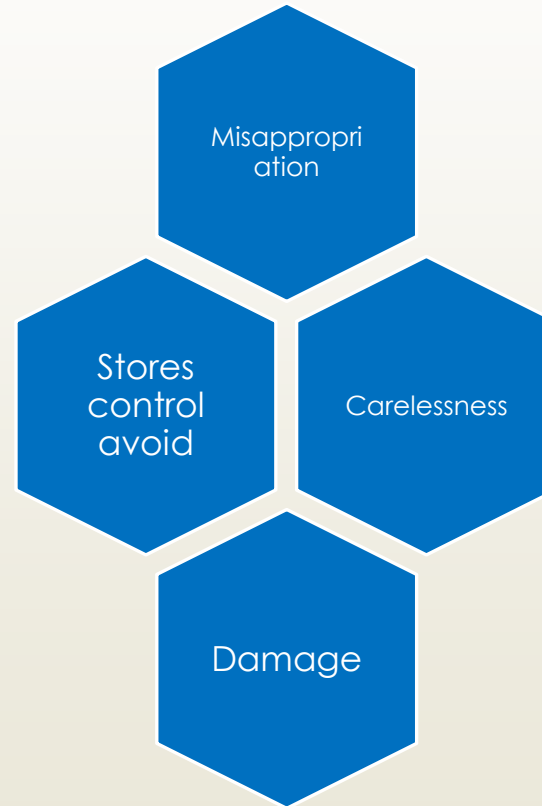 Misappropri
ation
Stores
control
avoid
Carelessness
Damage